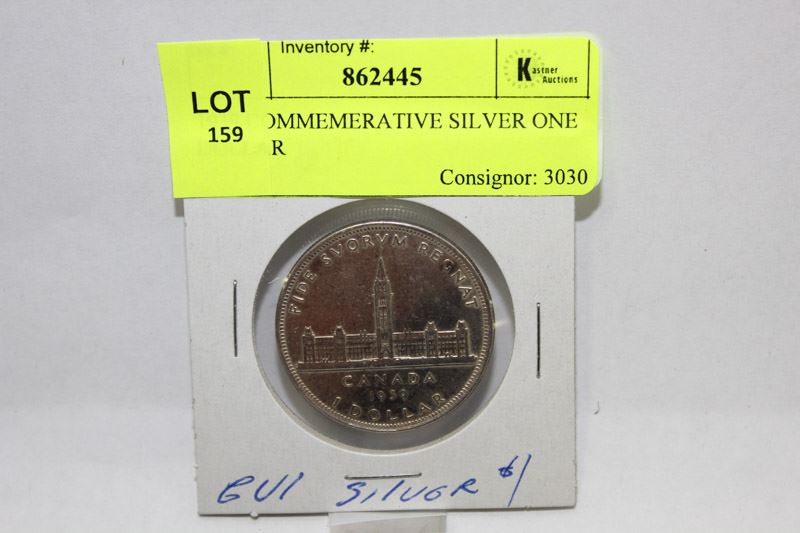 Inventory #:
862445
Kastner
Auctions
LOT
159
OMMEMERATIVE SILVER ONE
R
Consignor: 3030
FIDE SVORVM REGNAT
CANADA
1939
1 DOLLAR
GVI SILVER $1